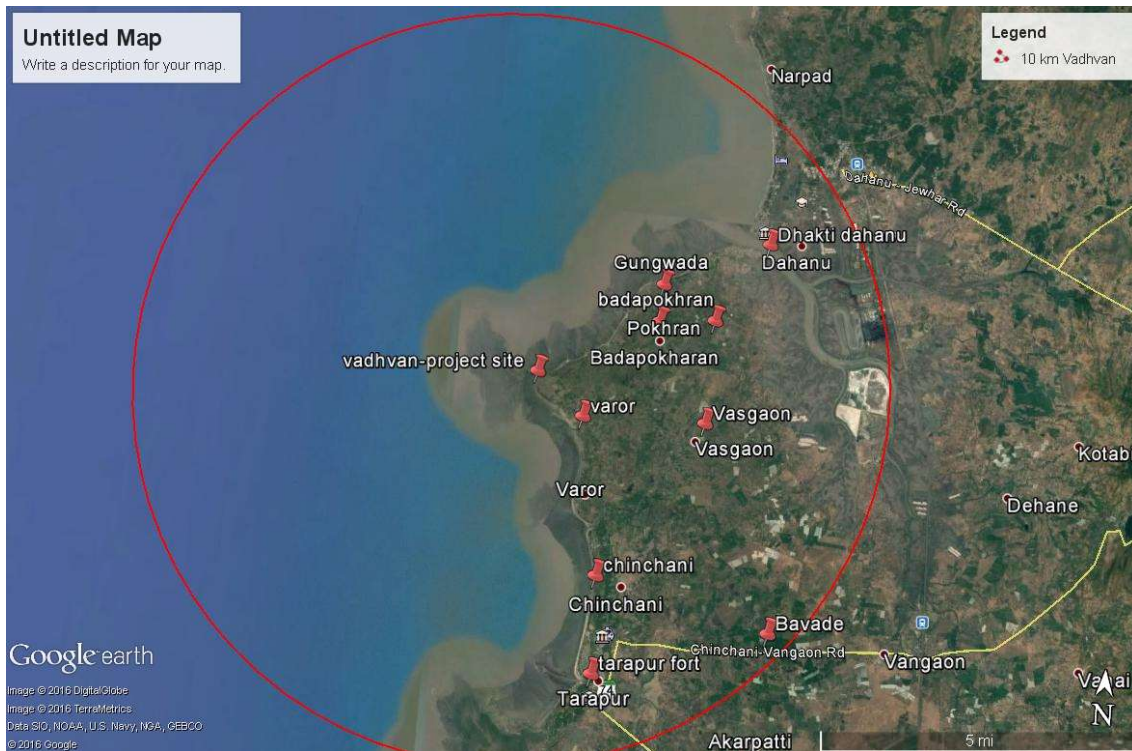 Untitled Map
Write a description for your map.
Legend
10 km Vadhvan
Narpad
Dahanu - Jewhar Rd
Dhakti dahanu
Dahanu
Gungwada
badapokhran
Pokhran
Badapokharan
vadhvan-project site
varor
Vasgaon
Vasgaon
Kotabi
Varor
Dehane
chinchani
Chinchani
Bavade
Chinchani-Vangaon Rd
Vangaon
tarapur fort
Tarapur
Akarpatti
Google earth
Image © 2016 DigitalGlobe
Image © 2016 TerraMetrics
Data SIO, NOAA, U.S. Navy, NGA, GEBCO
© 2016 Google
N
5 mi